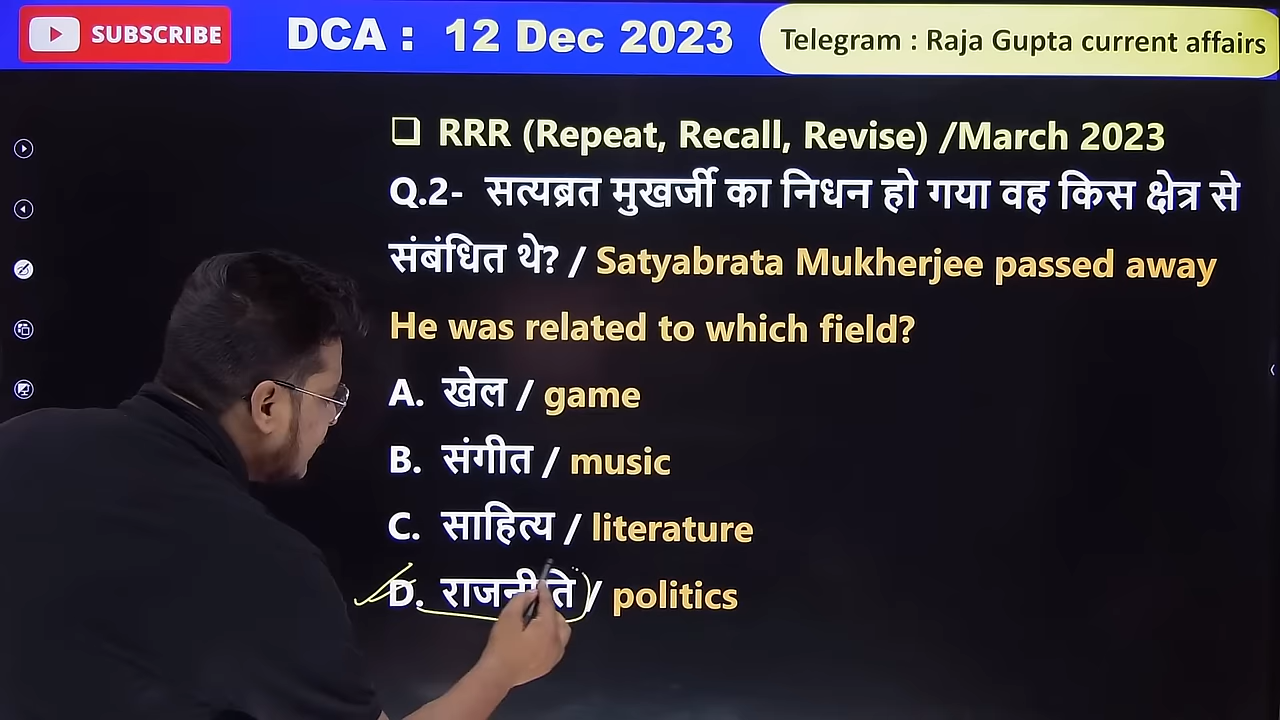 SUBSCRIBE DCA : 12 Dec 2023 Telegram : Raja Gupta current affairs
❑ RRR (Repeat, Recall, Revise) /March 2023
Q.2- सत्यब्रत मुखर्जी का निधन हो गया वह किस क्षेत्र से
संबंधित थे? / Satyabrata Mukherjee passed away
He was related to which field?
A. खेल / game
B. संगीत / music
C. साहित्य / literature
D. राजनीति / politics